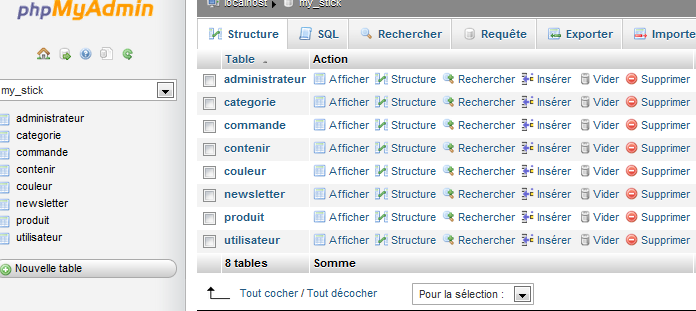 phpMyAdmin
my_stick
administrateur
categorie
commande
contenir
couleur
newsletter
produit
utilisateur
Nouvelle table
localhost my_stick
Structure SQL Rechercher Requête Exporter Importe
Table Action
administrateur Afficher Structure Rechercher Insérer Vider Supprimer
categorie Afficher Structure Rechercher Insérer Vider Supprimer
commande Afficher Structure Rechercher Insérer Vider Supprimer
contenir Afficher Structure Rechercher Insérer Vider Supprimer
couleur Afficher Structure Rechercher Insérer Vider Supprimer
newsletter Afficher Structure Rechercher Insérer Vider Supprimer
produit Afficher Structure Rechercher Insérer Vider Supprimer
utilisateur Afficher Structure Rechercher Insérer Vider Supprimer
8 tables Somme
Tout cocher / Tout décocher Pour la sélection :